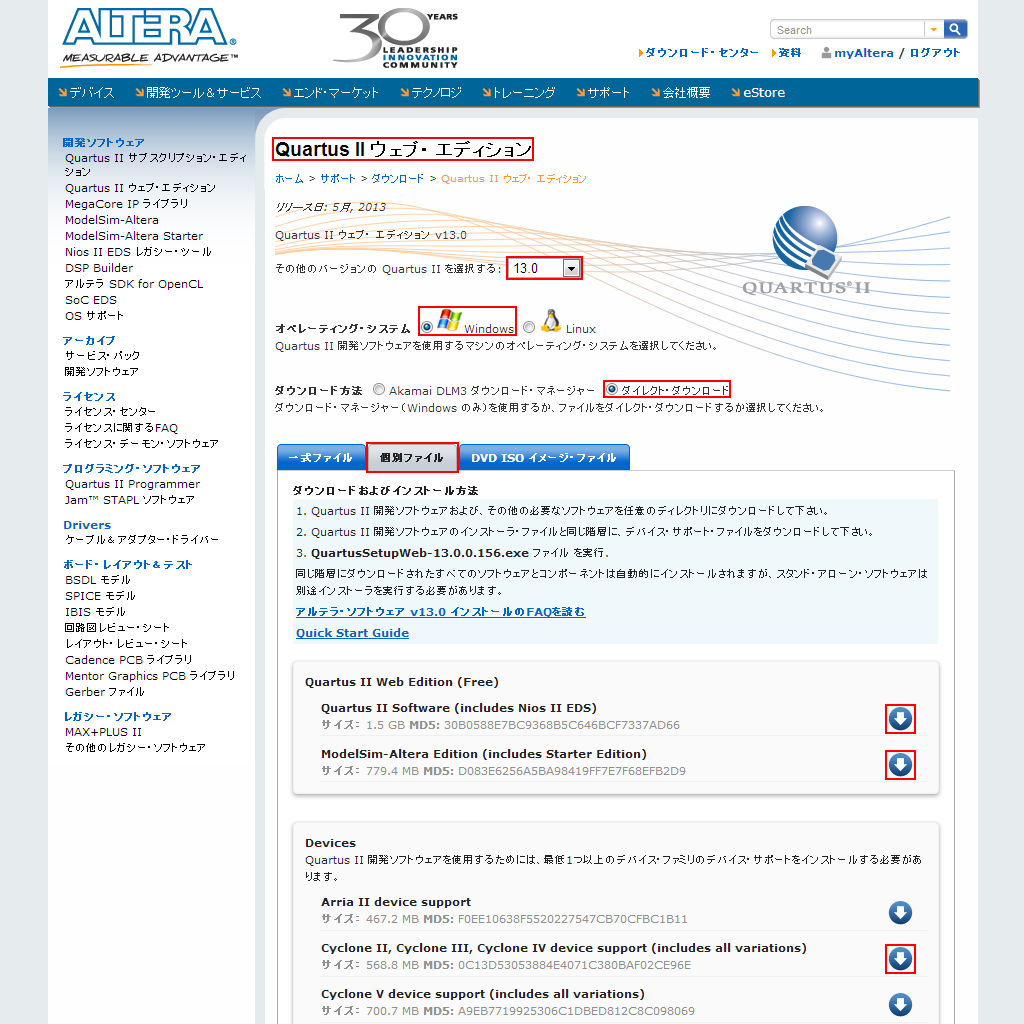 ALTERA®
MEASURABLE ADVANTAGE™
30 YEARS
LEADERSHIP
INNOVATION
COMMUNITY
Search
ダウンロード・センター 資料 myAltera / ログアウト
デバイス 開発ツール＆サービス エンド・マーケット テクノロジ トレーニング サポート 会社概要 eStore
開発ソフトウェア
Quartus II サブスクリプション・エディ
ション
Quartus II ウェブ・エディション
MegaCore IP ライブラリ
ModelSim-Altera
ModelSim-Altera Starter
Nios II EDS レガシー・ツール
DSP Builder
アルテラ SDK for OpenCL
SoC EDS
OS サポート
アーカイブ
サービス・パック
開発ソフトウェア
ライセンス
ライセンス・センター
ライセンスに関するFAQ
ライセンス・デーモン・ソフトウェア
プログラミング・ソフトウェア
Quartus II Programmer
Jam™ STAPL ソフトウェア
Drivers
ケーブル＆アダプター・ドライバー
ボード・レイアウト＆テスト
BSDL モデル
SPICE モデル
IBIS モデル
回路図レビュー・シート
レイアウト・レビュー・シート
Cadence PCB ライブラリ
Mentor Graphics PCB ライブラリ
Gerber ファイル
レガシー・ソフトウェア
MAX+PLUS II
その他のレガシー・ソフトウェア
Quartus II ウェブ・ エディション
ホーム > サポート > ダウンロード > Quartus II ウェブ・ エディション
リリース日: 5月, 2013
Quartus II ウェブ・ エディション v13.0
その他のバージョンの Quartus II を選択する: 13.0
QUARTUS® II
オペレーティング・システム Windows Linux
Quartus II 開発ソフトウェアを使用するマシンのオペレーティング・システムを選択してください。
ダウンロード方法 Akamai DLM3 ダウンロード・マネージャー ダイレクト・ダウンロード
ダウンロード・マネージャー（Windows のみ）を使用するか、ファイルをダイレクト・ダウンロードするか選択してください。
一式ファイル 個別ファイル DVD ISO イメージ・ファイル
ダウンロードおよびインストール方法
1. Quartus II 開発ソフトウェアおよび、その他の必要なソフトウェアを任意のディレクトリにダウンロードして下さい。
2. Quartus II 開発ソフトウェアのインストーラ・ファイルと同じ階層に、デバイス・サポート・ファイルをダウンロードして下さい。
3. QuartusSetupWeb-13.0.0.156.exe ファイル を実行.
同じ階層にダウンロードされたすべてのソフトウェアとコンポーネントは自動的にインストールされますが、スタンド・アローン・ソフトウェアは
別途インストーラを実行する必要があります。
アルテラ・ソフトウェア v13.0 インストールのFAQを読む
Quick Start Guide
Quartus II Web Edition (Free)
Quartus II Software (includes Nios II EDS)
サイズ: 1.5 GB MD5: 30B0588E7BC9368B5C646BCF7337AD66
ModelSim-Altera Edition (includes Starter Edition)
サイズ: 779.4 MB MD5: D083E6256A5BA98419FF7E7F68EFB2D9
Devices
Quartus II 開発ソフトウェアを使用するためには、最低1つ以上のデバイス・ファミリのデバイス・サポートをインストールする必要があ
ります。
Arria II device support
サイズ: 467.2 MB MD5: F0EE10638F5520227547CB70CFBC1B11
Cyclone II, Cyclone III, Cyclone IV device support (includes all variations)
サイズ: 568.8 MB MD5: 0C13D53053884E4071C380BAF02CE96E
Cyclone V device support (includes all variations)
サイズ: 700.7 MB MD5: A9EB7719925306C1DBED812C8C098069